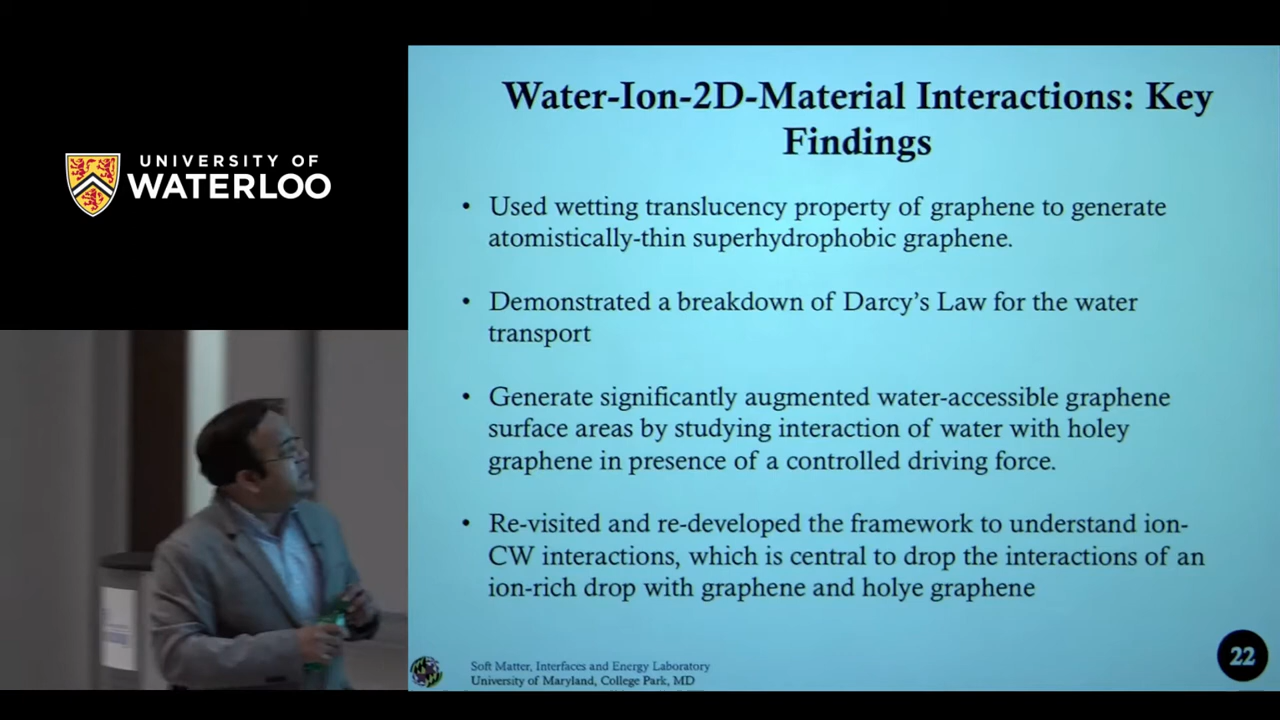 UNIVERSITY OF
WATERLOO
Water-Ion-2D-Material Interactions: Key
Findings
• Used wetting translucency property of graphene to generate
atomistically-thin superhydrophobic graphene.
• Demonstrated a breakdown of Darcy's Law for the water
transport
• Generate significantly augmented water-accessible graphene
surface areas by studying interaction of water with holey
graphene in presence of a controlled driving force.
• Re-visited and re-developed the framework to understand ion-
CW interactions, which is central to drop the interactions of an
ion-rich drop with graphene and holye graphene
Soft Matter, Interfaces and Energy Laboratory
University of Maryland, College Park, MD
22